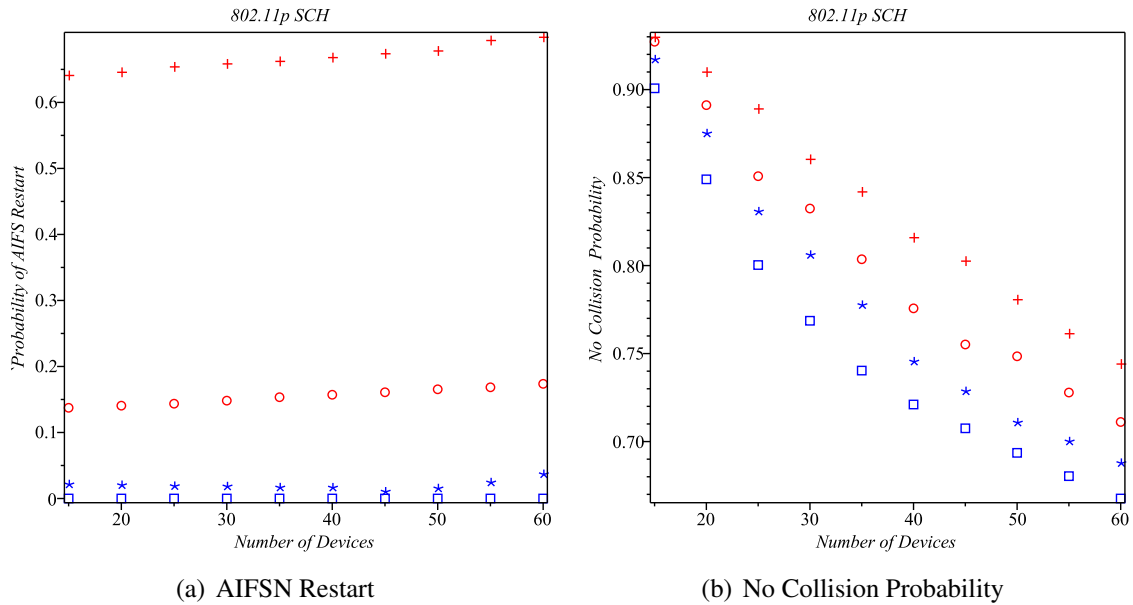 802.11p SCH
`Probability of AIFS Restart
0.6
0.5
0.4
0.3
0.2
0.1
0
20
30
40
50
60
Number of Devices
(a) AIFSN Restart
802.11p SCH
No Collision Probability
0.90
0.85
0.80
0.75
0.70
20
30
40
50
60
Number of Devices
(b) No Collision Probability